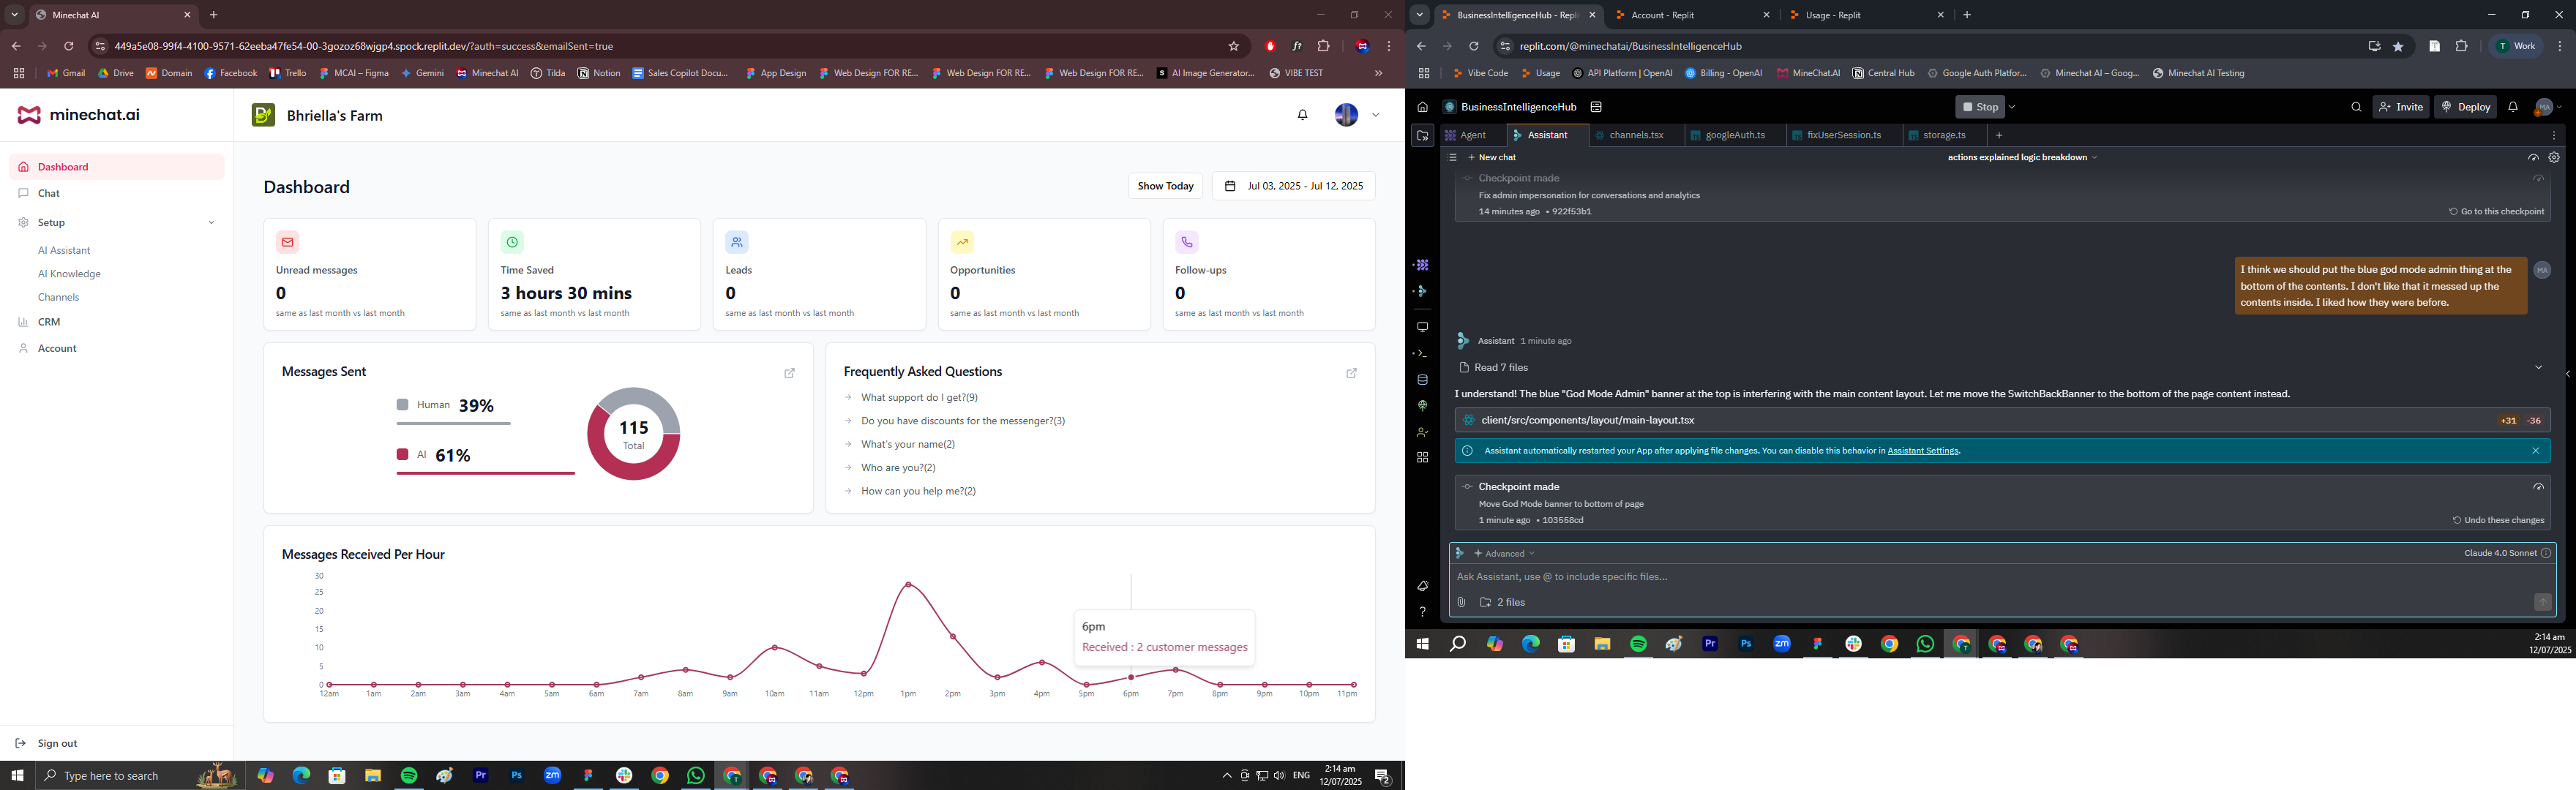 Minechat AI
449a5e08-99f4-4100-9571-62eeba47fe54-00-3gozoz68wjgp4.spock.replit.dev/?auth=success&emailSent=true
Gmail
Drive
Domain
Facebook
Trello
MCAI – Figma
Gemini
Minechat AI
Tilda
Notion
Sales Copilot Docu...
App Design
Web Design FOR RE...
Web Design FOR RE...
Web Design FOR RE...
AI Image Generator...
VIBE TEST
minechat.ai
Bhriella's Farm
Dashboard
Chat
Setup
AI Assistant
AI Knowledge
Channels
CRM
Account
Sign out
Dashboard
Show Today
Jul 03, 2025 - Jul 12, 2025
Unread messages
0
same as last month vs last month
Time Saved
3 hours 30 mins
same as last month vs last month
Leads
0
same as last month vs last month
Opportunities
0
same as last month vs last month
Follow-ups
0
same as last month vs last month
Messages Sent
Human 39%
AI 61%
115
Total
Frequently Asked Questions
What support do I get?(9)
Do you have discounts for the messenger?(3)
What's your name(2)
Who are you?(2)
How can you help me?(2)
Messages Received Per Hour
30
25
20
15
10
5
0
12am 1am 2am 3am 4am 5am 6am 7am 8am 9am 10am 11am 12pm 1pm 2pm 3pm 4pm 5pm 6pm 7pm 8pm 9pm 10pm 11pm
6pm
Received : 2 customer messages
Type here to search
Pr
Ps
zm
ENG
2:14 am
12/07/2025
2
BusinessIntelligenceHub - Repli
Account - Replit
Usage - Replit
replit.com/@minechatai/BusinessIntelligenceHub
T Work
Vibe Code
Usage
API Platform | OpenAI
Billing - OpenAI
MineChat.AI
Central Hub
Google Auth Platfor...
Minechat AI – Goog...
Minechat AI Testing
BusinessIntelligenceHub
Stop
Invite
Deploy
MA
Agent
Assistant
channels.tsx
googleAuth.ts
fixUserSession.ts
storage.ts
New chat
actions explained logic breakdown
Checkpoint made
Fix admin impersonation for conversations and analytics
14 minutes ago • 922f53b1
Go to this checkpoint
I think we should put the blue god mode admin thing at the
bottom of the contents. I don't like that it messed up the
contents inside. I liked how they were before.
MA
Assistant 1 minute ago
Read 7 files
I understand! The blue "God Mode Admin" banner at the top is interfering with the main content layout. Let me move the SwitchBackBanner to the bottom of the page content instead.
client/src/components/layout/main-layout.tsx
+31 -36
Assistant automatically restarted your App after applying file changes. You can disable this behavior in Assistant Settings.
Checkpoint made
Move God Mode banner to bottom of page
1 minute ago • 103558cd
Undo these changes
Advanced
Claude 4.0 Sonnet
Ask Assistant, use @ to include specific files...
2 files
Pr
Ps
zm
2:14 am
12/07/2025